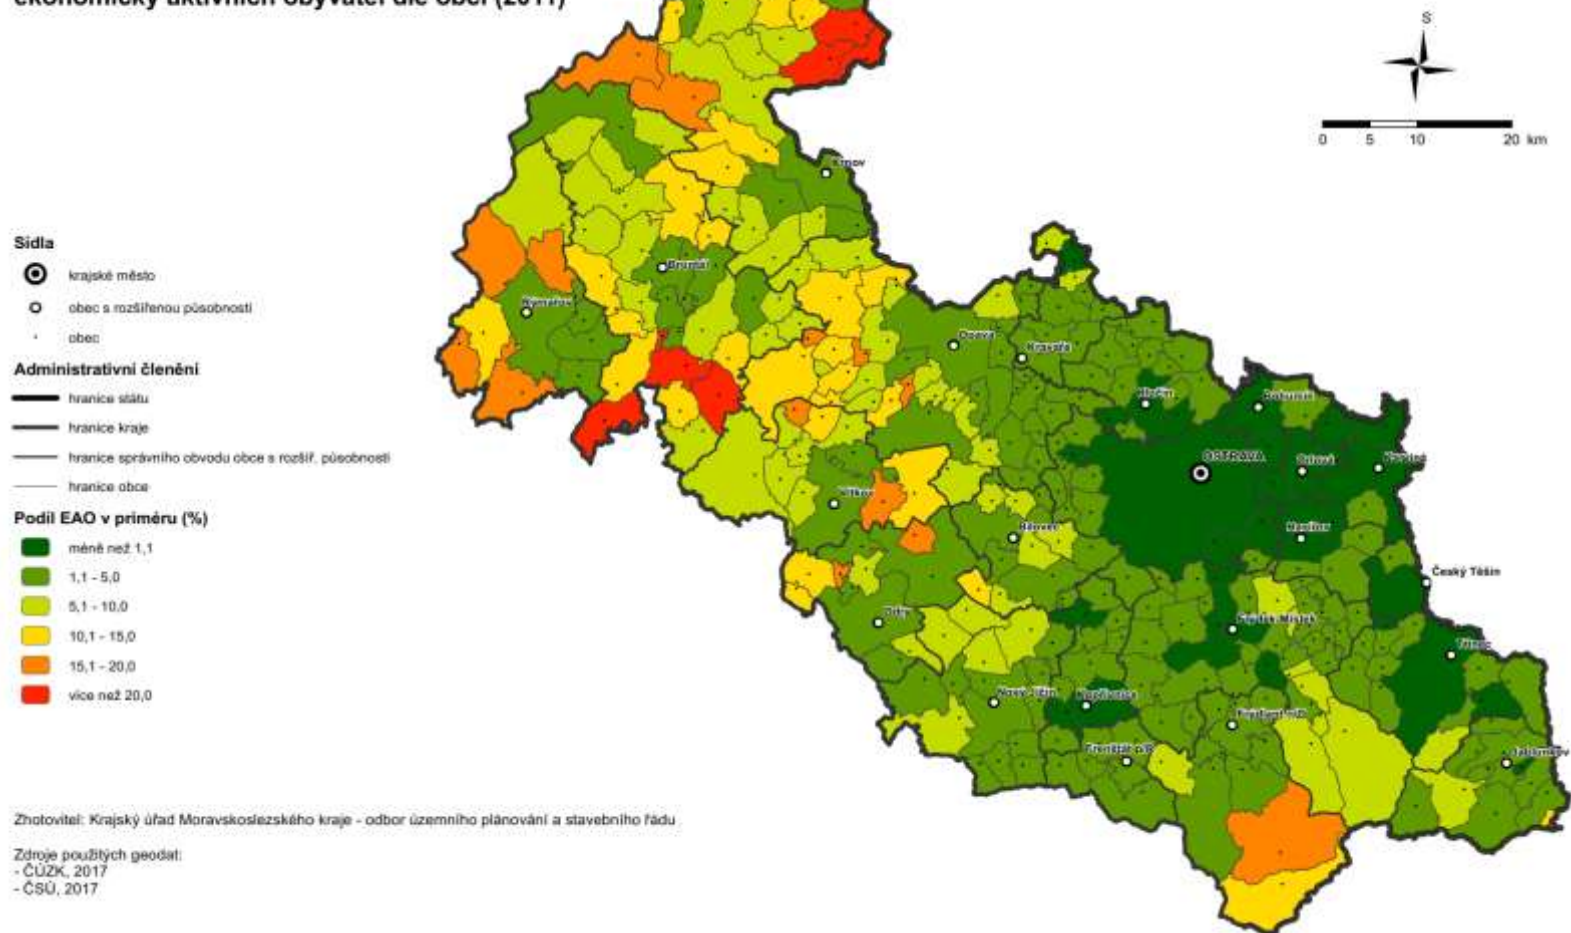 ekonomicky aktivních obyvatel dle obcí (2011)
S
0 5 10 20 km
Sídla
krajské město
obec s rozšířenou působností
obec
Administrativní členění
hranice státu
hranice kraje
hranice správního obvodu obce s rozšíř. působností
hranice obce
Podíl EAO v priméru (%)
méně než 1,1
1,1 - 5,0
5,1 - 10,0
10,1 - 15,0
15,1 - 20,0
více než 20,0
Krnov
Bruntál
Rýmařov
Opava
Kravaře
Hlučín
Bohumín
OSTRAVA
Orlová
Karviná
Vítkov
Bílovec
Havířov
Český Těšín
Odry
Frýdek-Místek
Třinec
Nový Jičín
Kopřivnice
Frýdlant n/O
Frenštát p/R
Jablunkov
Zhotovitel: Krajský úřad Moravskoslezského kraje - odbor územního plánování a stavebního řádu
Zdroje použitých geodat:
- ČÚZK, 2017
- ČSÚ, 2017